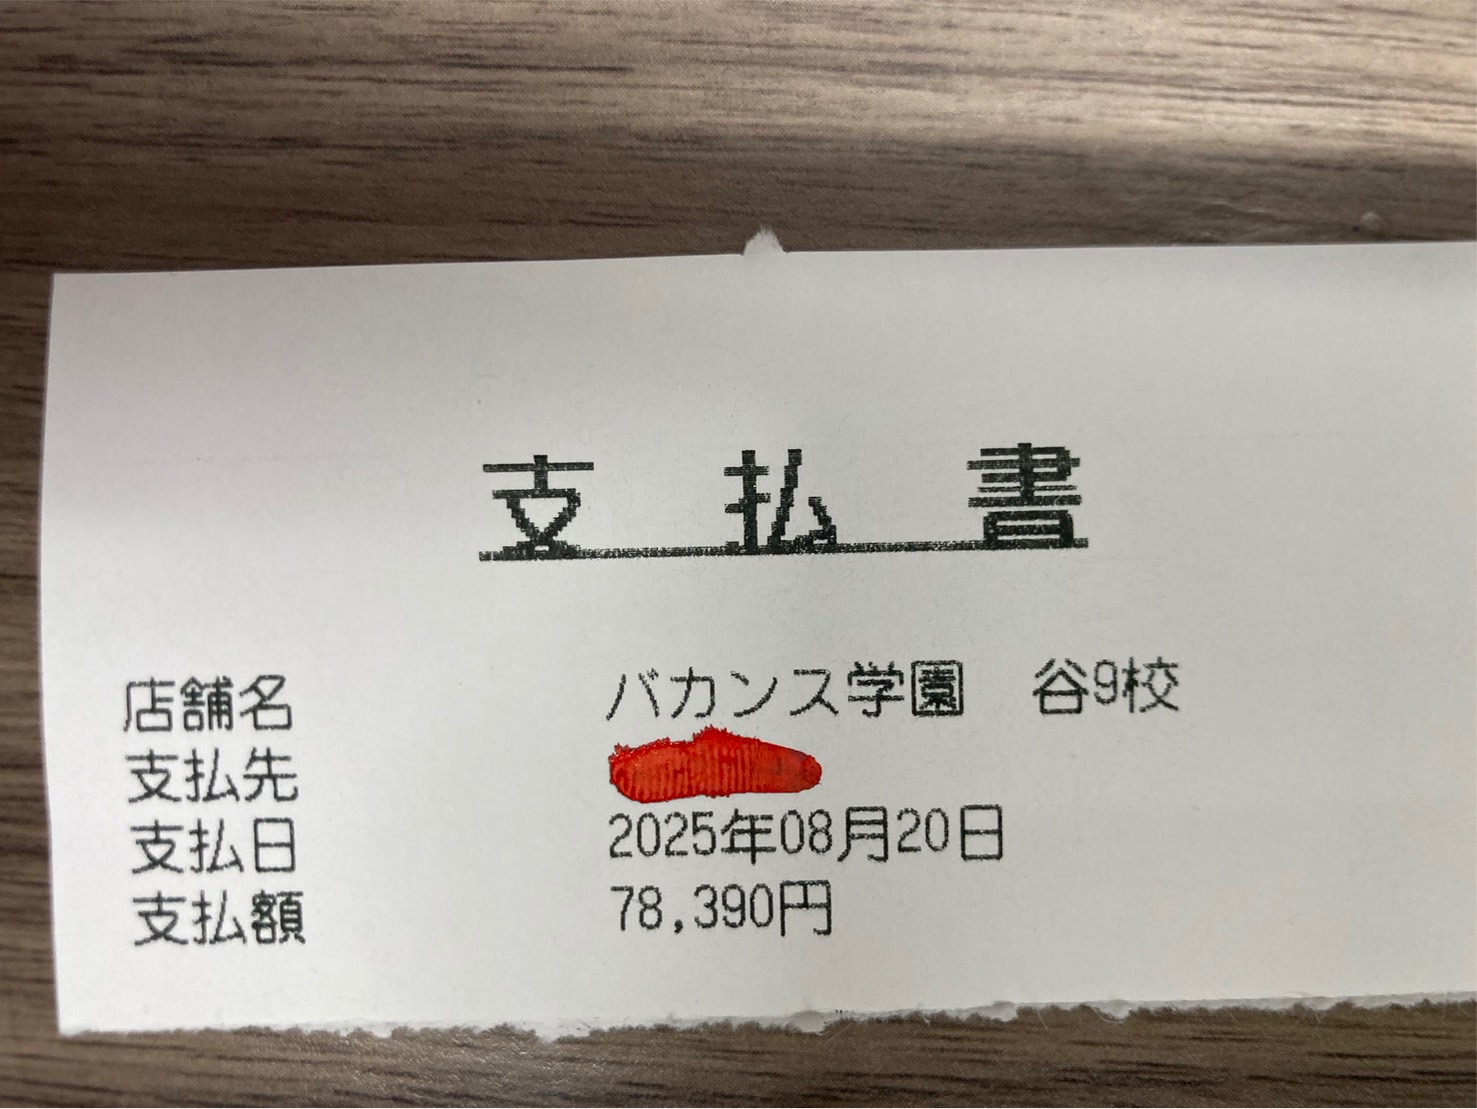 支 払 書
店舗名 バカンス学園 谷9校
支払先
支払日 2025年08月20日
支払額 78,390円